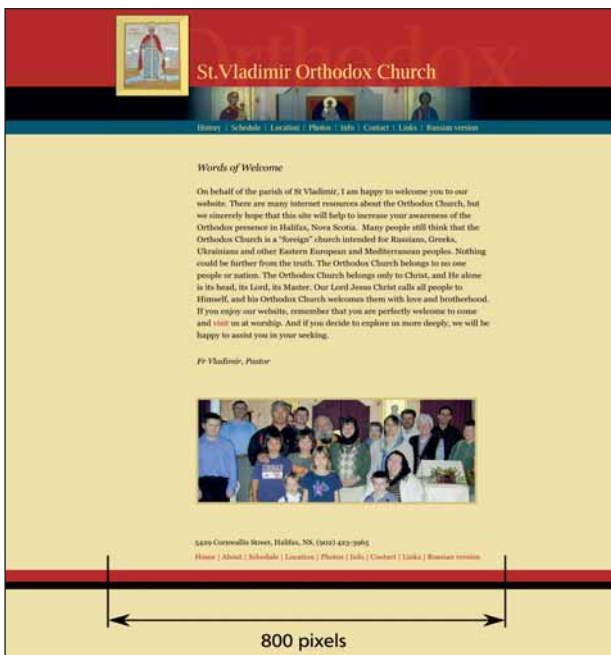 Orthodox
St.Vladimir Orthodox Church
History | Schedule | Location | Photos | Info | Contact | Links | Russian version
Words of Welcome
On behalf of the parish of St Vladimir, I am happy to welcome you to our
website. There are many internet resources about the Orthodox Church, but
we sincerely hope that this site will help to increase your awareness of the
Orthodox presence in Halifax, Nova Scotia. Many people still think that the
Orthodox Church is a "foreign" church intended for Russians, Greeks,
Ukrainians and other Eastern European and Mediterranean peoples. Nothing
could be further from the truth. The Orthodox Church belongs to no one
people or nation. The Orthodox Church belongs only to Christ, and He alone
is its head, its Lord, its Master. Our Lord Jesus Christ calls all people to
Himself, and his Orthodox Church welcomes them with love and brotherhood.
If you enjoy our website, remember that you are perfectly welcome to come
and visit us at worship. And if you decide to explore us more deeply, we will be
happy to assist you in your seeking.
Fr Vladimir, Pastor
5429 Cornwallis Street, Halifax, NS, (902) 423-3965
Home | About | Schedule | Location | Photos | Info | Contact | Links | Russian version
800 pixels